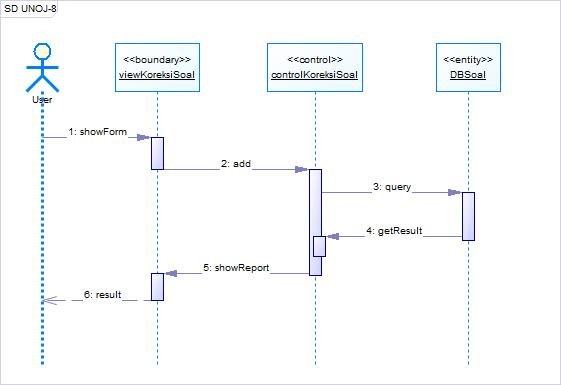 SD UNOJ-8
<<boundary>>
viewKoreksiSoal
<<control>>
controlKoreksiSoal
<<entity>>
DBSoal
User
1: showForm
2: add
3: query
4: getResult
5: showReport
6: result